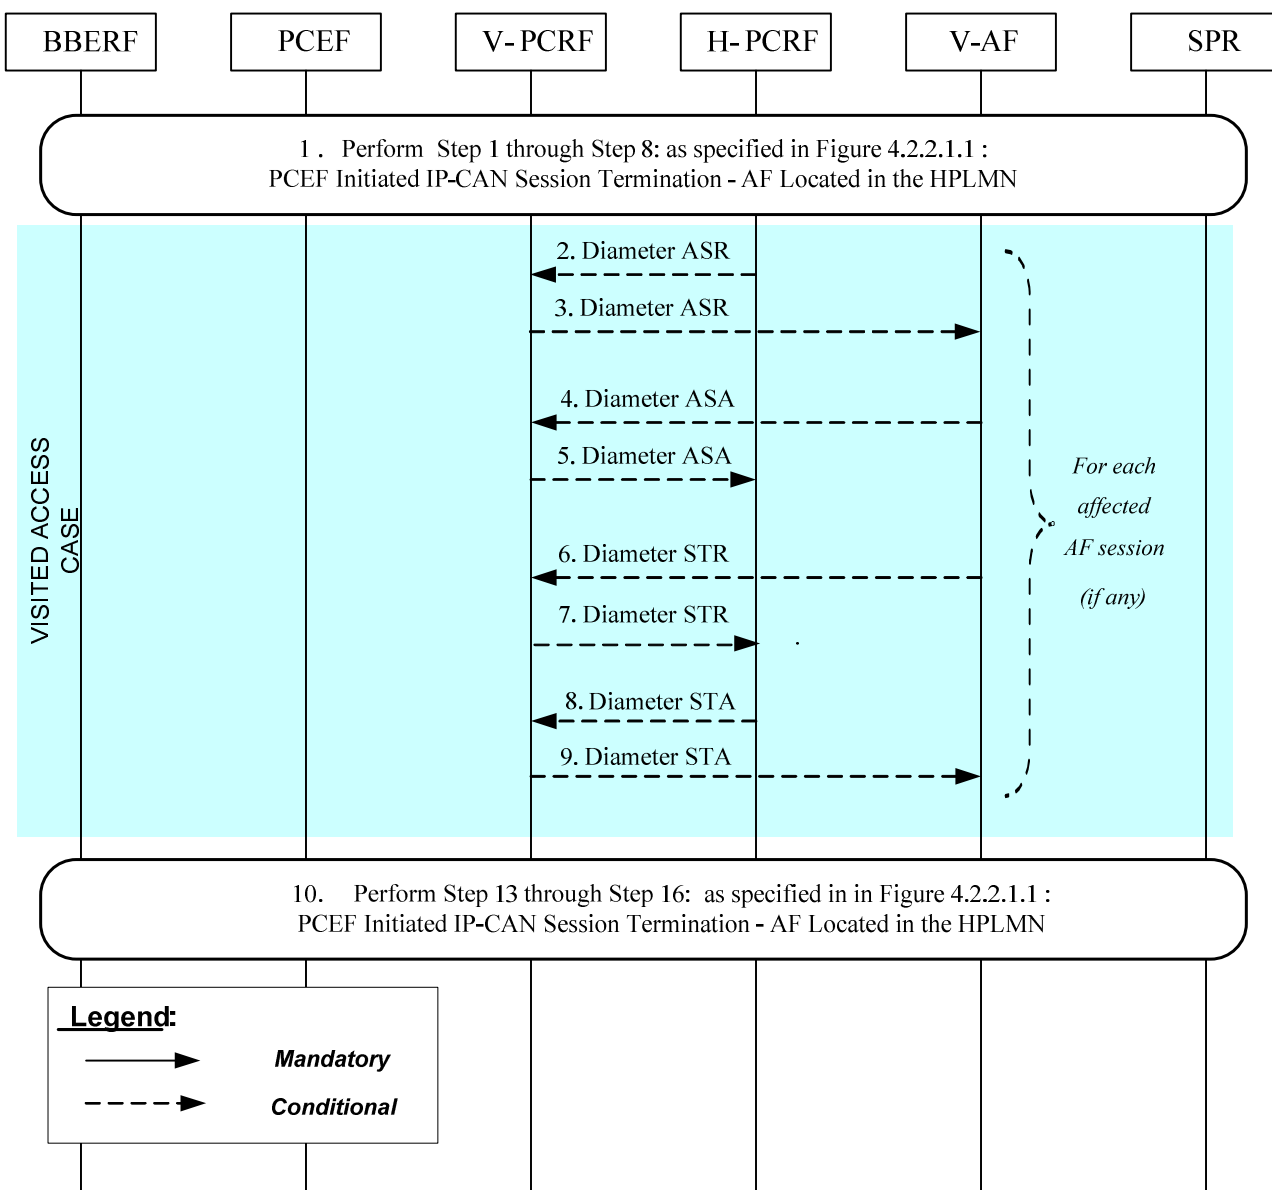 BBERF PCEF V-PCRF H-PCRF V-AF SPR
1 . Perform Step 1 through Step 8: as specified in Figure 4.2.2.1.1 :
PCEF Initiated IP-CAN Session Termination - AF Located in the HPLMN
VISITED ACCESS
CASE
2. Diameter ASR
3. Diameter ASR
4. Diameter ASA
5. Diameter ASA
6. Diameter STR
7. Diameter STR
8. Diameter STA
9. Diameter STA
For each
affected
AF session
(if any)
10. Perform Step 13 through Step 16: as specified in in Figure 4.2.2.1.1 :
PCEF Initiated IP-CAN Session Termination - AF Located in the HPLMN
Legend:
Mandatory
Conditional